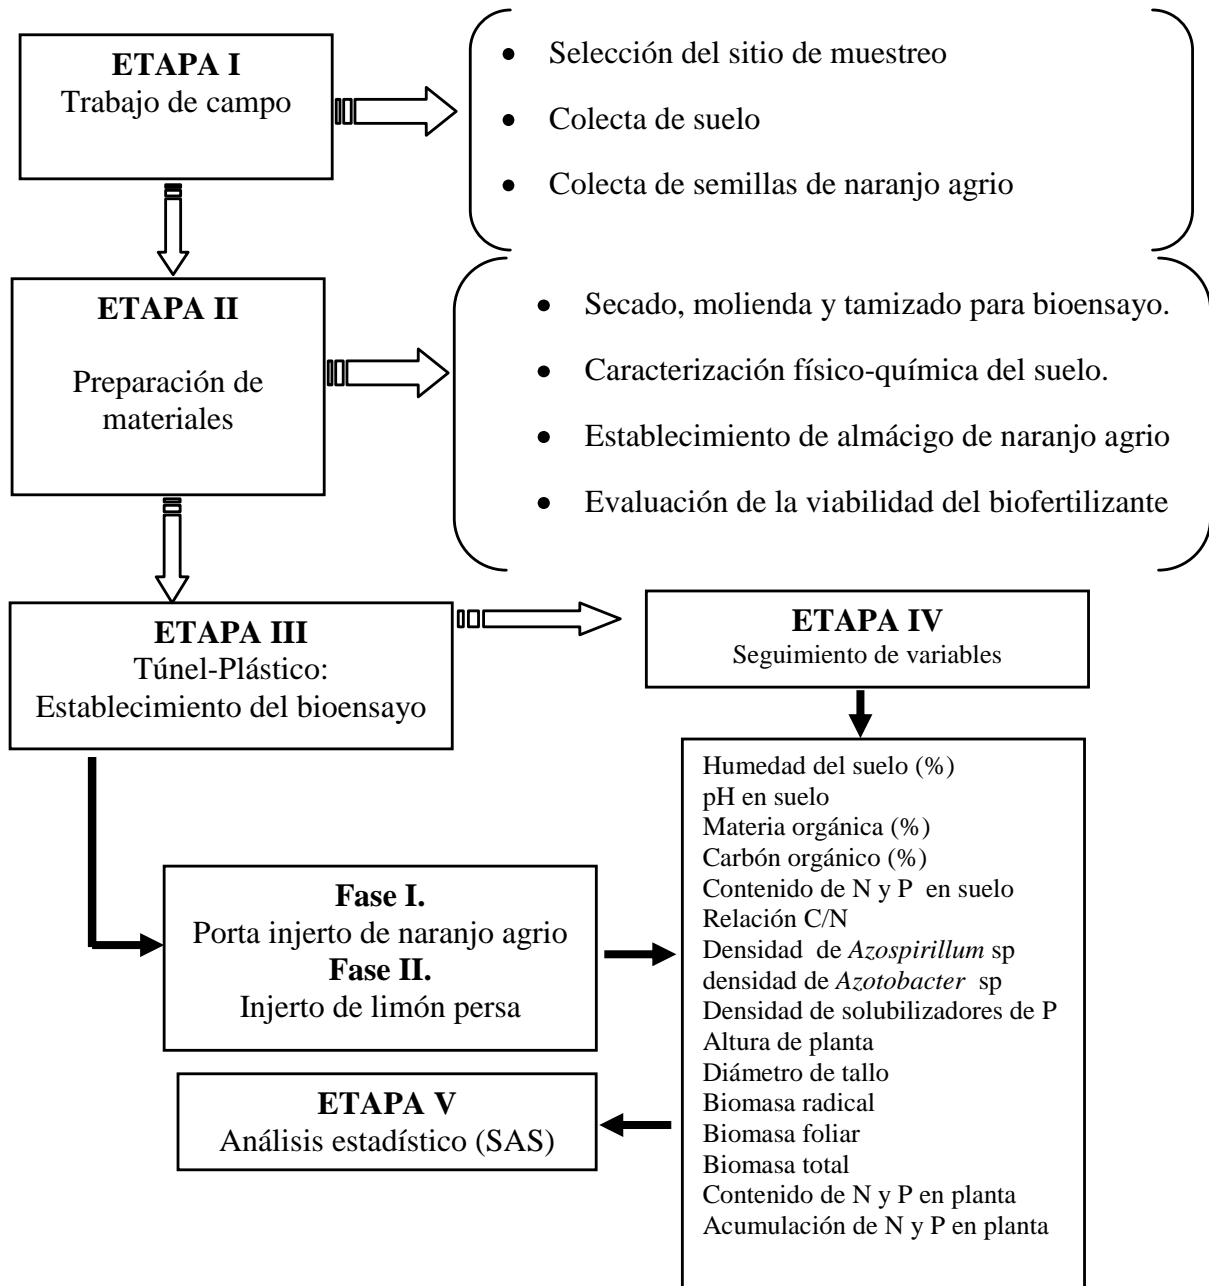 ETAPA I
Trabajo de campo
• Selección del sitio de muestreo
• Colecta de suelo
• Colecta de semillas de naranjo agrio
ETAPA II
Preparación de
materiales
• Secado, molienda y tamizado para bioensayo.
• Caracterización físico-química del suelo.
• Establecimiento de almácigo de naranjo agrio
• Evaluación de la viabilidad del biofertilizante
ETAPA III
Túnel-Plástico:
Establecimiento del bioensayo
ETAPA IV
Seguimiento de variables
Fase I.
Porta injerto de naranjo agrio
Fase II.
Injerto de limón persa
Humedad del suelo (%)
pH en suelo
Materia orgánica (%)
Carbón orgánico (%)
Contenido de N y P en suelo
Relación C/N
Densidad de Azospirillum sp
densidad de Azotobacter sp
Densidad de solubilizadores de P
Altura de planta
Diámetro de tallo
Biomasa radical
Biomasa foliar
Biomasa total
Contenido de N y P en planta
Acumulación de N y P en planta
ETAPA V
Análisis estadístico (SAS)